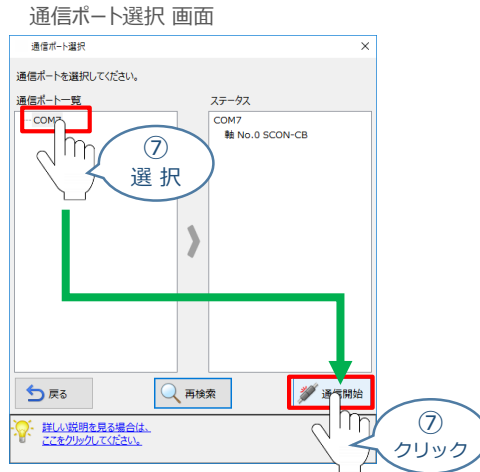 通信ポート選択 画面
通信ポート選択
×
通信ポートを選択してください。
通信ポート一覧
ステータス
COM7
COM7
軸 No.0 SCON-CB
⑦
選 択
戻る
再検索
通信開始
詳しい説明を見る場合は、
ここをクリックしてください。
⑦
クリック